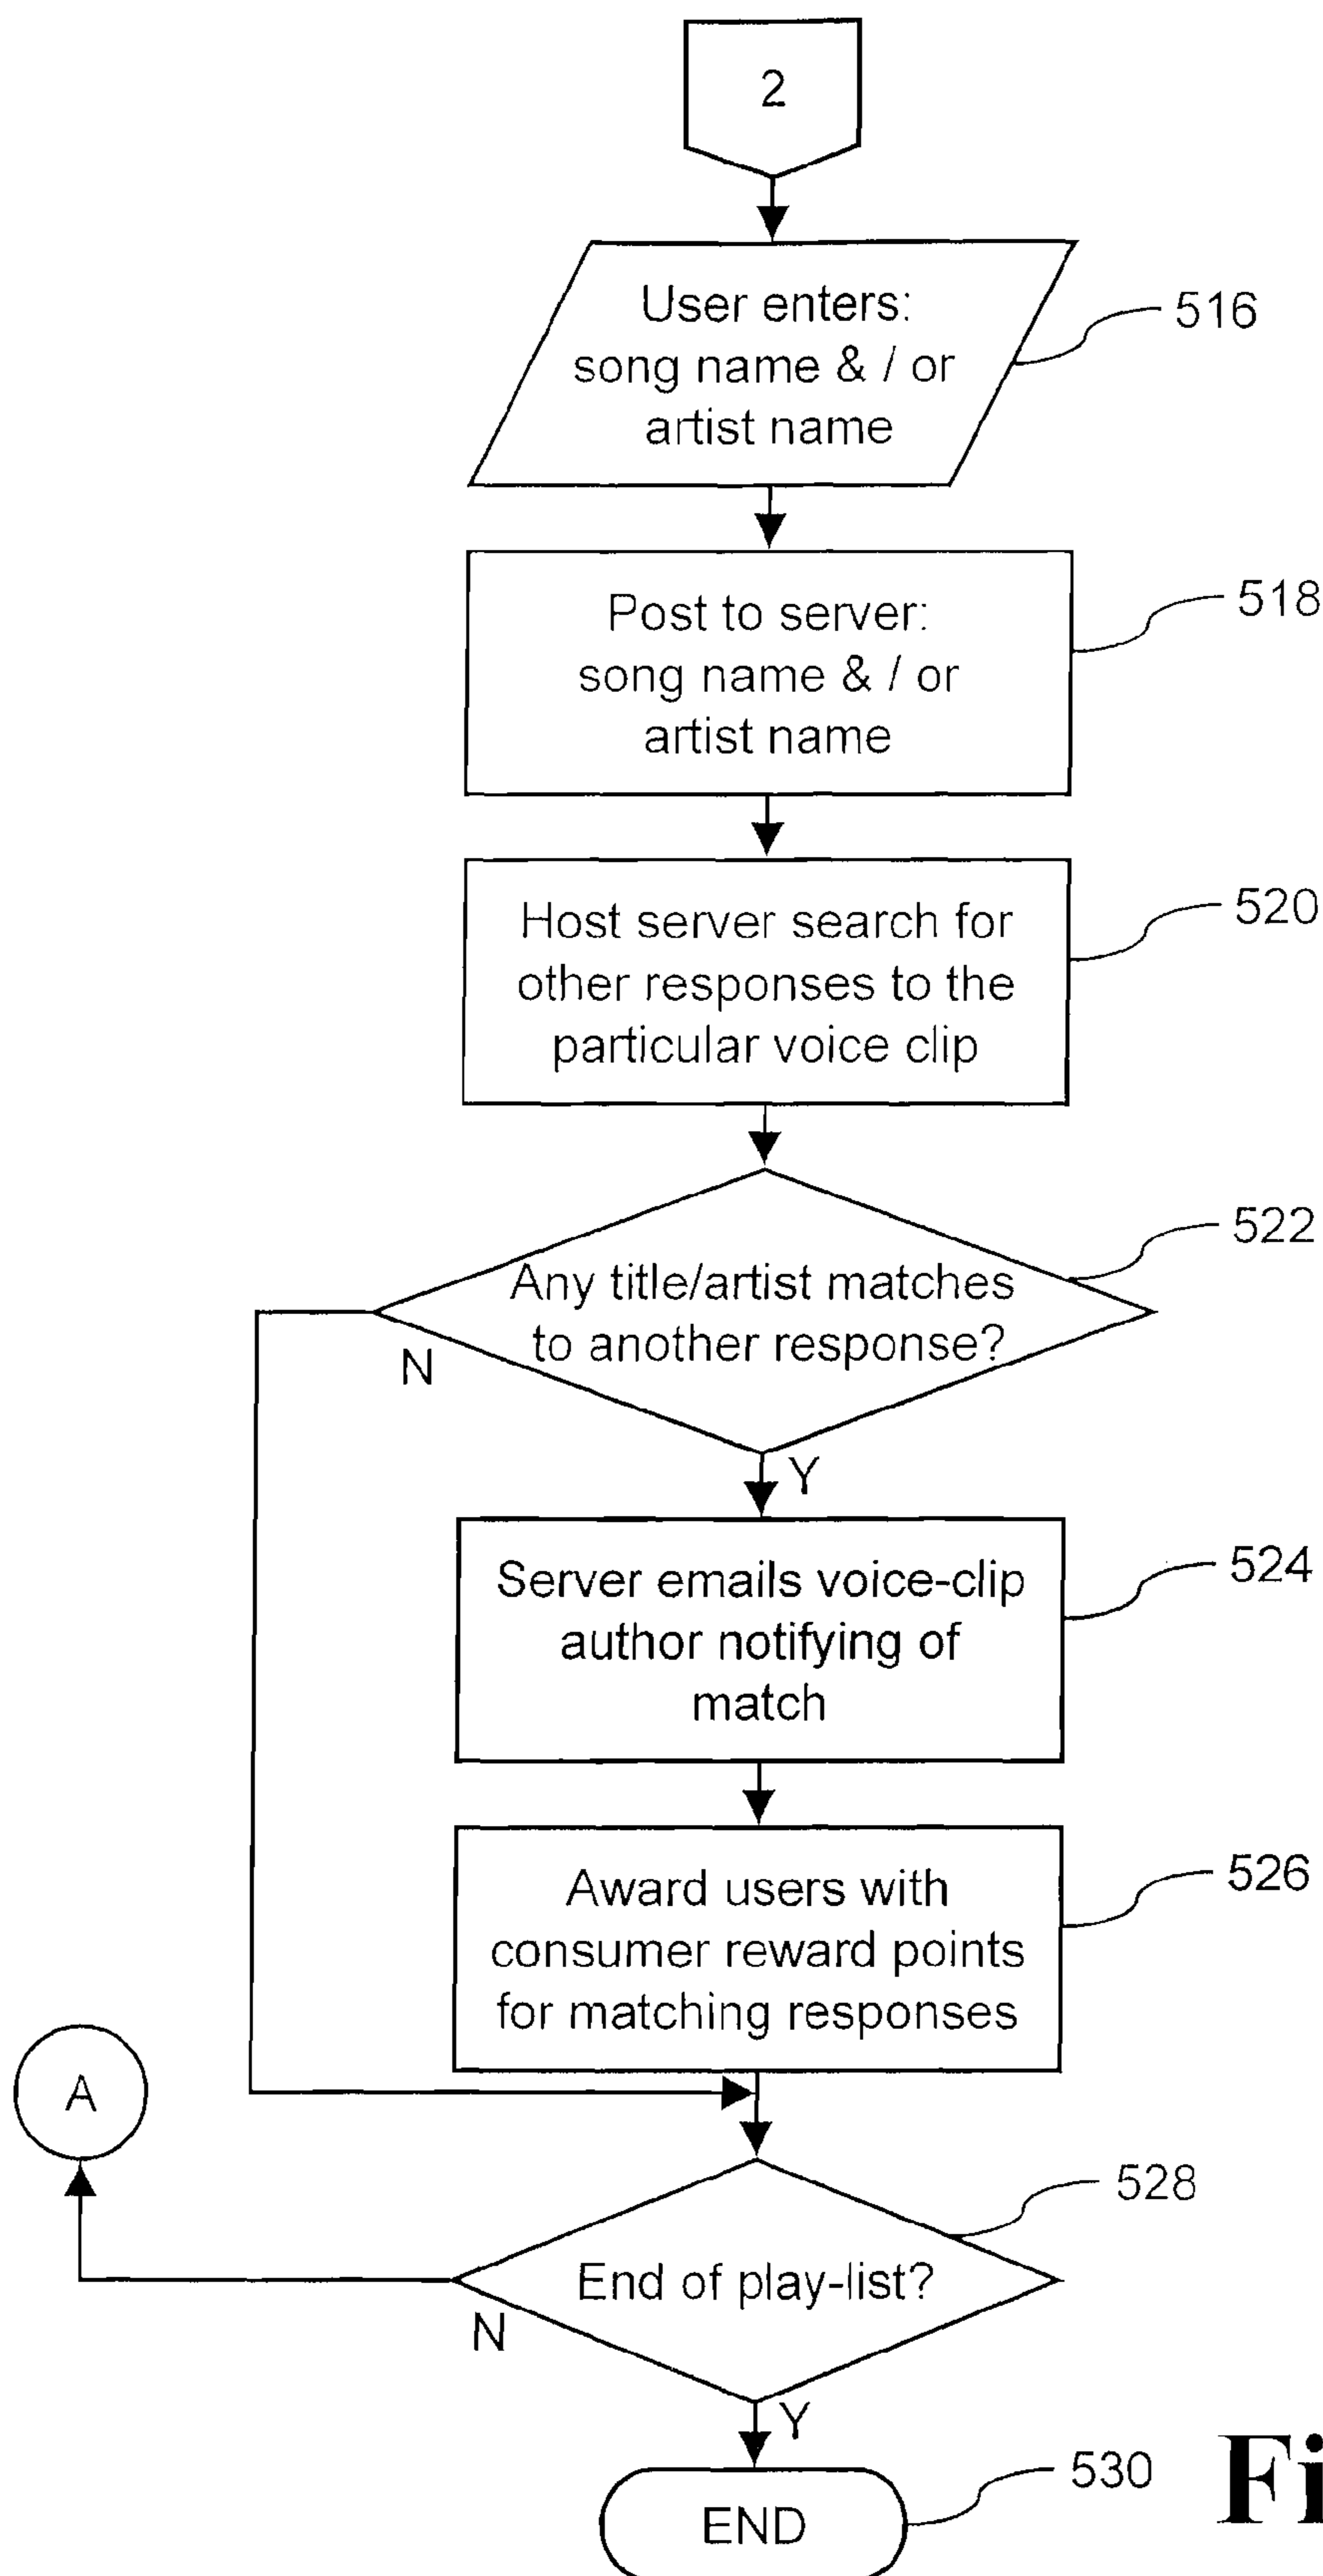 2
User enters:
song name & / or
artist name
516
Post to server:
song name & / or
artist name
518
Host server search for
other responses to the
particular voice clip
520
Any title/artist matches
to another response?
522
N
Y
Server emails voice-clip
author notifying of
match
524
Award users with
consumer reward points
for matching responses
526
A
End of play-list?
528
N
Y
END
530
Fi